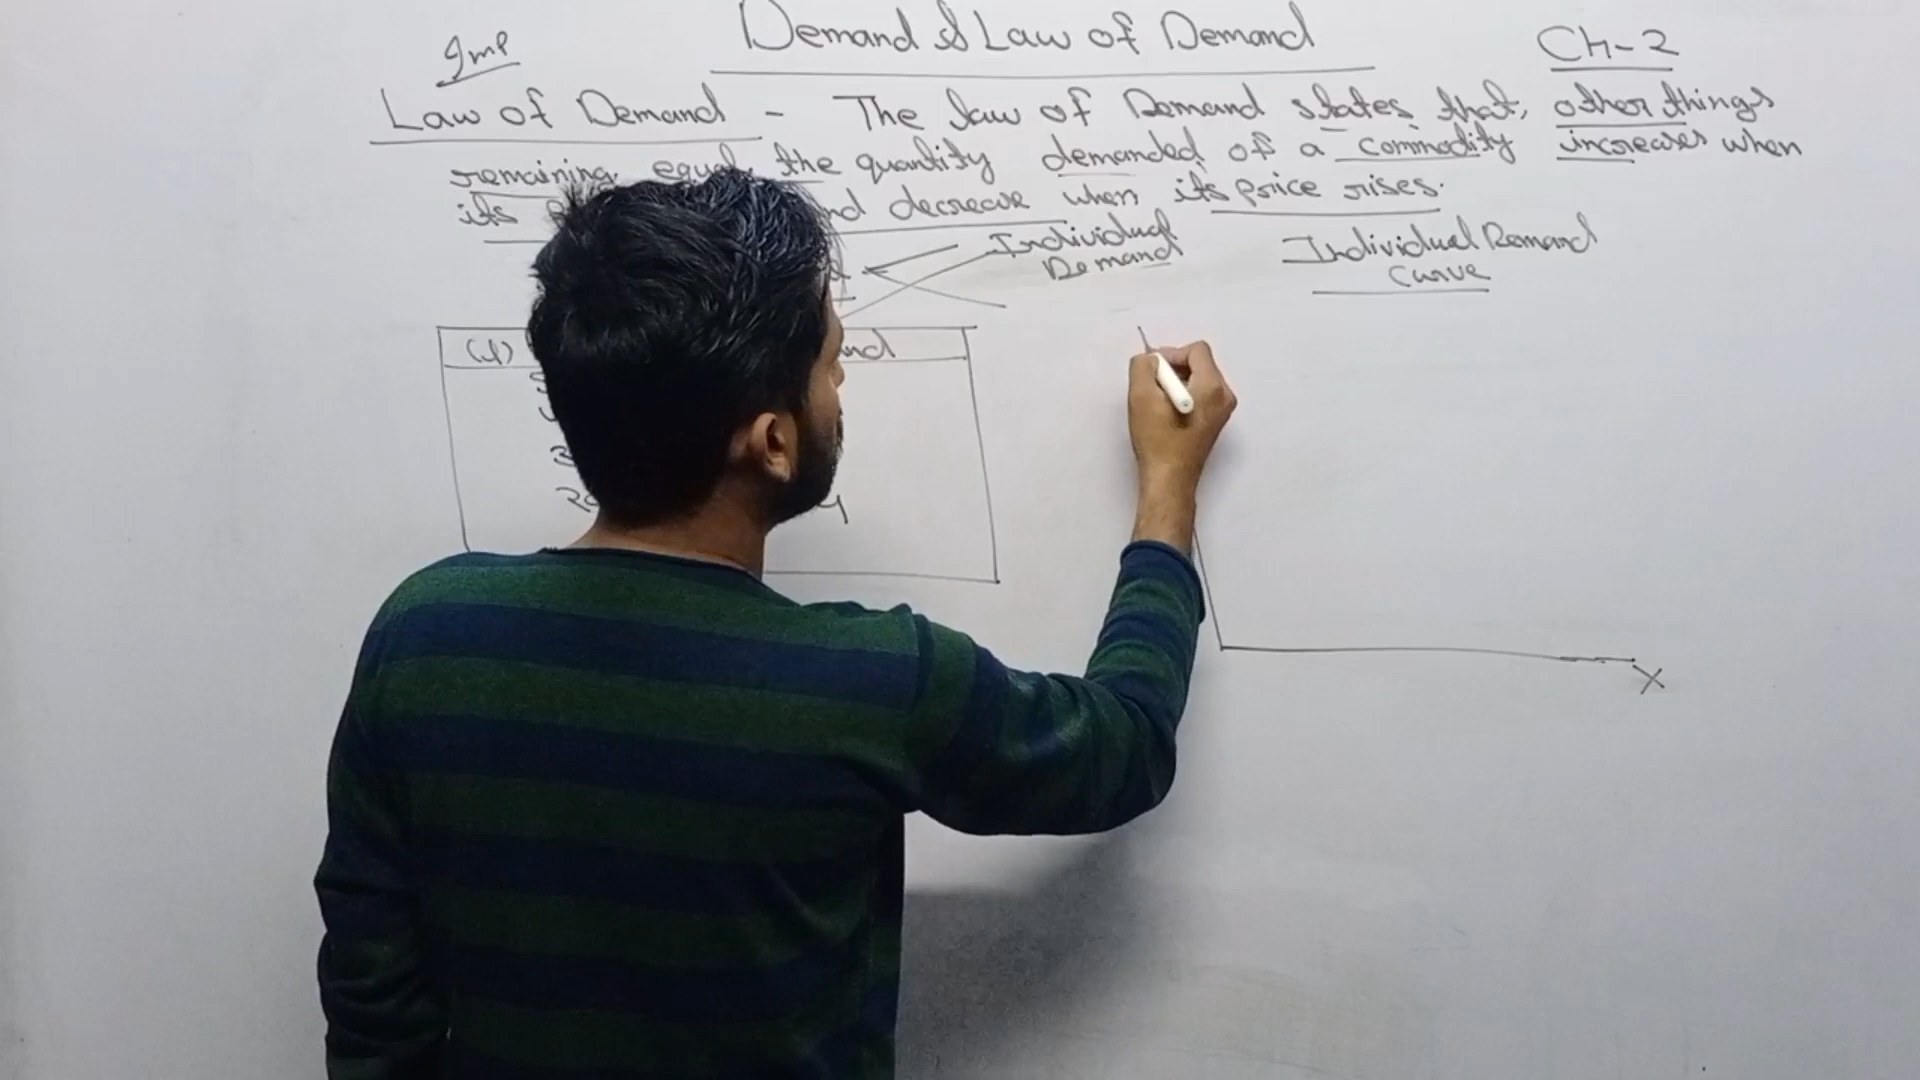 Demand & Law of Demand
Imp
Ch-2
Law of Demand - The law of Demand states that, other things
remaining equal, the quantity demanded of a commodity increases when
its and decrease when its price rises.
Individual
Demand
Individual Demand
Curve
4
X